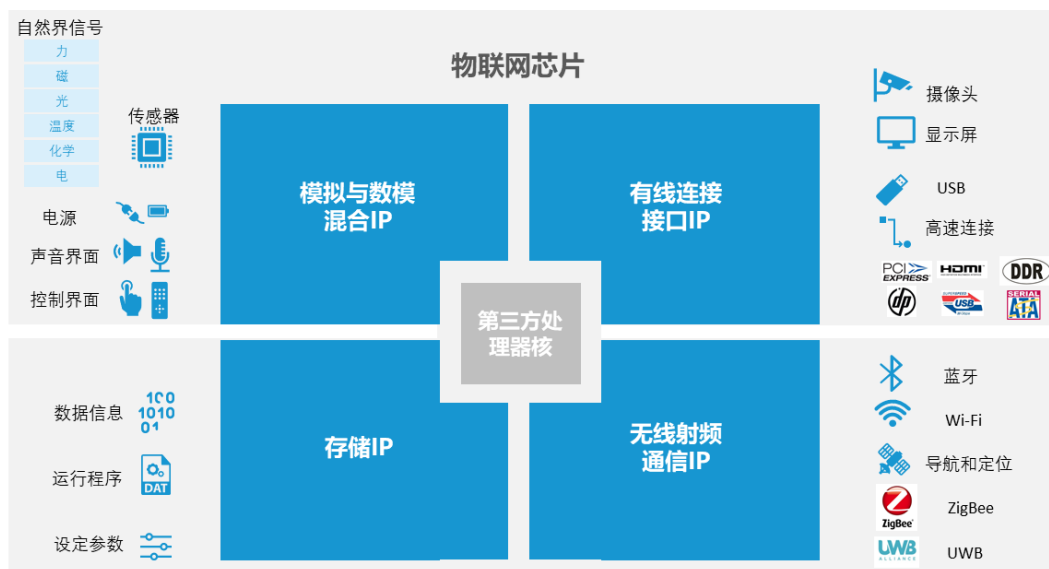 自然界信号
力
磁
光
温度
化学
电
传感器
电源
声音界面
控制界面
物联网芯片
模拟与数模
混合IP
有线连接
接口IP
第三方处
理器核
摄像头
显示屏
USB
高速连接
PCI
EXPRESS
HDMI
DDR
dp
USB
SERIAL
ATA
数据信息
100
1010
01
运行程序
DAT
设定参数
存储IP
无线射频
通信IP
蓝牙
Wi-Fi
导航和定位
ZigBee
ZigBee
UWB
ALLIANCE
UWB